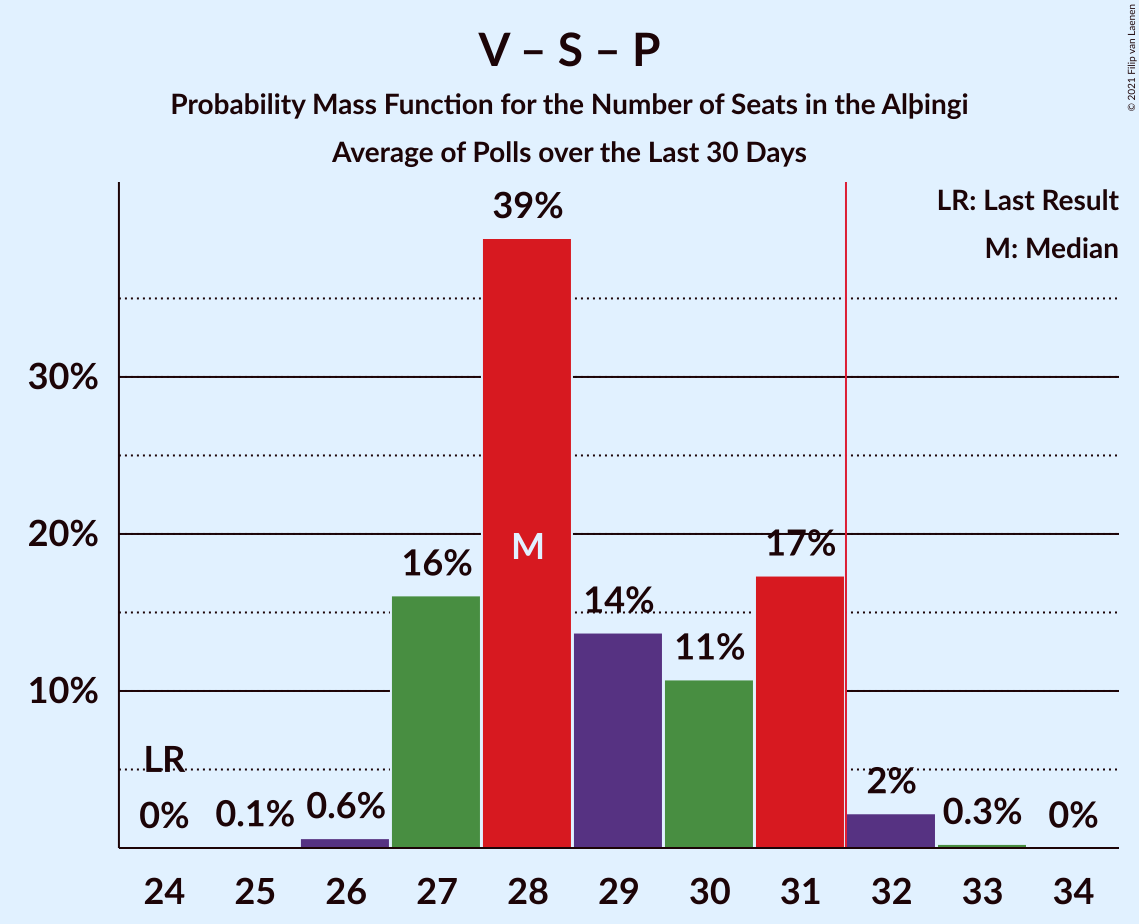 V – S – P
Probability Mass Function for the Number of Seats in the Alþingi
Average of Polls over the Last 30 Days
© 2021 Filip van Laenen
LR: Last Result
M: Median
39%
30%
20%
10%
16%
M
14%
11%
17%
LR
0%
0.1%
0.6%
2%
0.3%
0%
24 25 26 27 28 29 30 31 32 33 34